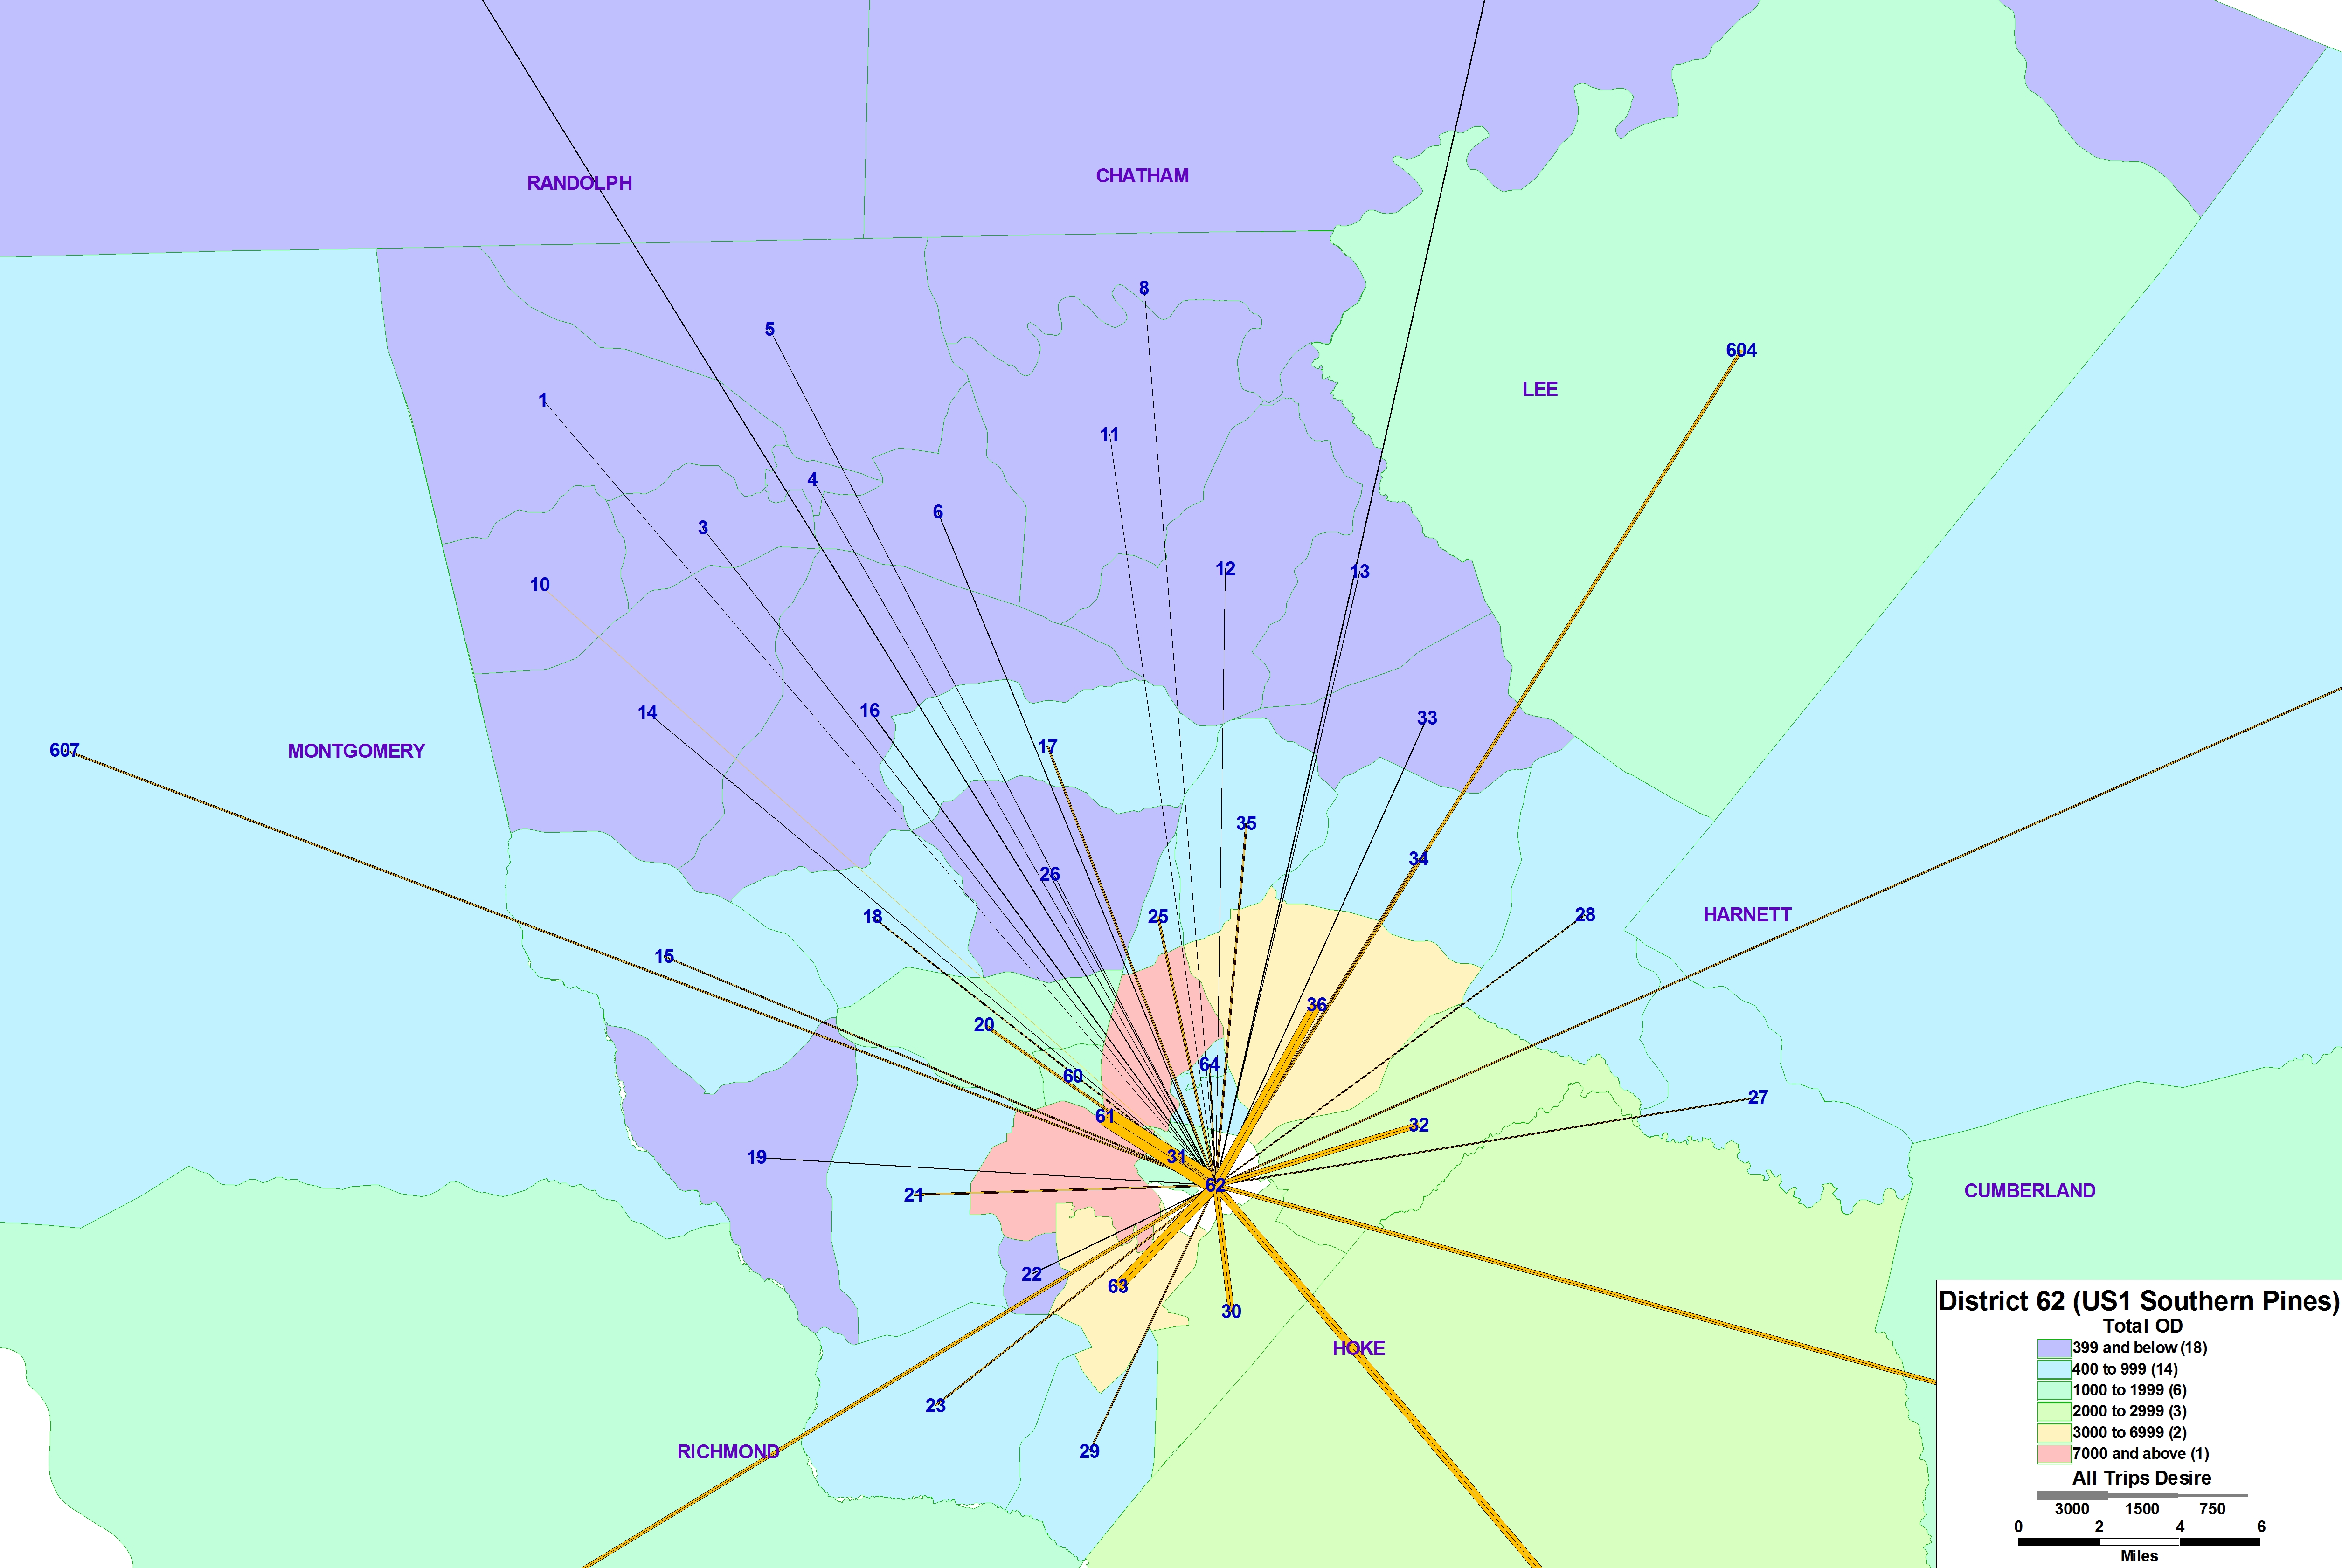 RANDOLPH
CHATHAM
8
5
604
LEE
1
11
4
6
3
12
13
10
14
16
33
607
MONTGOMERY
17
35
34
26
18
25
28
HARNETT
15
36
20
64
60
27
61
32
31
19
62
21
CUMBERLAND
22
63
30
HOKE
23
29
RICHMOND
District 62 (US1 Southern Pines)
Total OD
399 and below (18)
400 to 999 (14)
1000 to 1999 (6)
2000 to 2999 (3)
3000 to 6999 (2)
7000 and above (1)
All Trips Desire
3000 1500 750
0 2 4 6
Miles